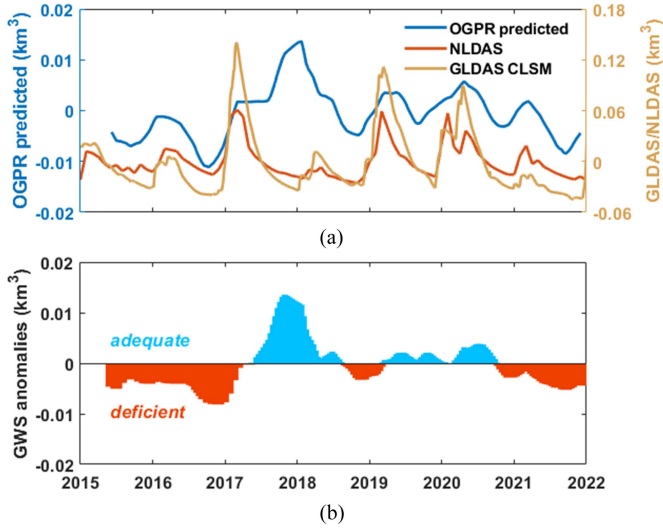 (a)
0.02
0.01
0
-0.01
-0.02
OGPR predicted (km³)
OGPR predicted
NLDAS
GLDAS CLSM
0.18
0.12
0.06
0
-0.06
GLDAS/NLDAS (km³)
(a)
0.02
0.01
0
-0.01
-0.02
GWS anomalies (km³)
adequate
deficient
2015 2016 2017 2018 2019 2020 2021 2022
(b)